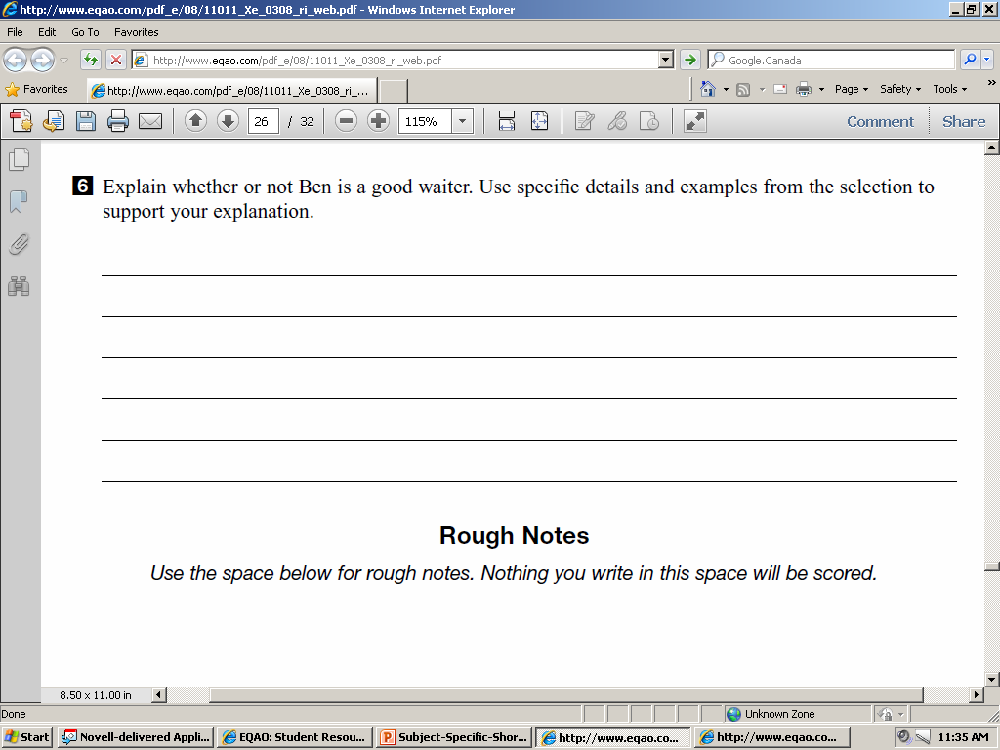 http://www.eqao.com/pdf_e/08/11011_Xe_0308_ri_web.pdf - Windows Internet Explorer
File Edit Go To Favorites
http://www.eqao.com/pdf_e/08/11011_Xe_0308_ri_web.pdf Google.Canada
Favorites http://www.eqao.com/pdf_e/08/11011_Xe_0308_ri_... Page Safety Tools »
26 / 32 115% Comment Share
6 Explain whether or not Ben is a good waiter. Use specific details and examples from the selection to
support your explanation.
Rough Notes
Use the space below for rough notes. Nothing you write in this space will be scored.
8.50 x 11.00 in
Done Unknown Zone
Start Novell-delivered Appli... EQAO: Student Resou... Subject-Specific-Shor... http://www.eqao.co... http://www.eqao.co... 11:35 AM